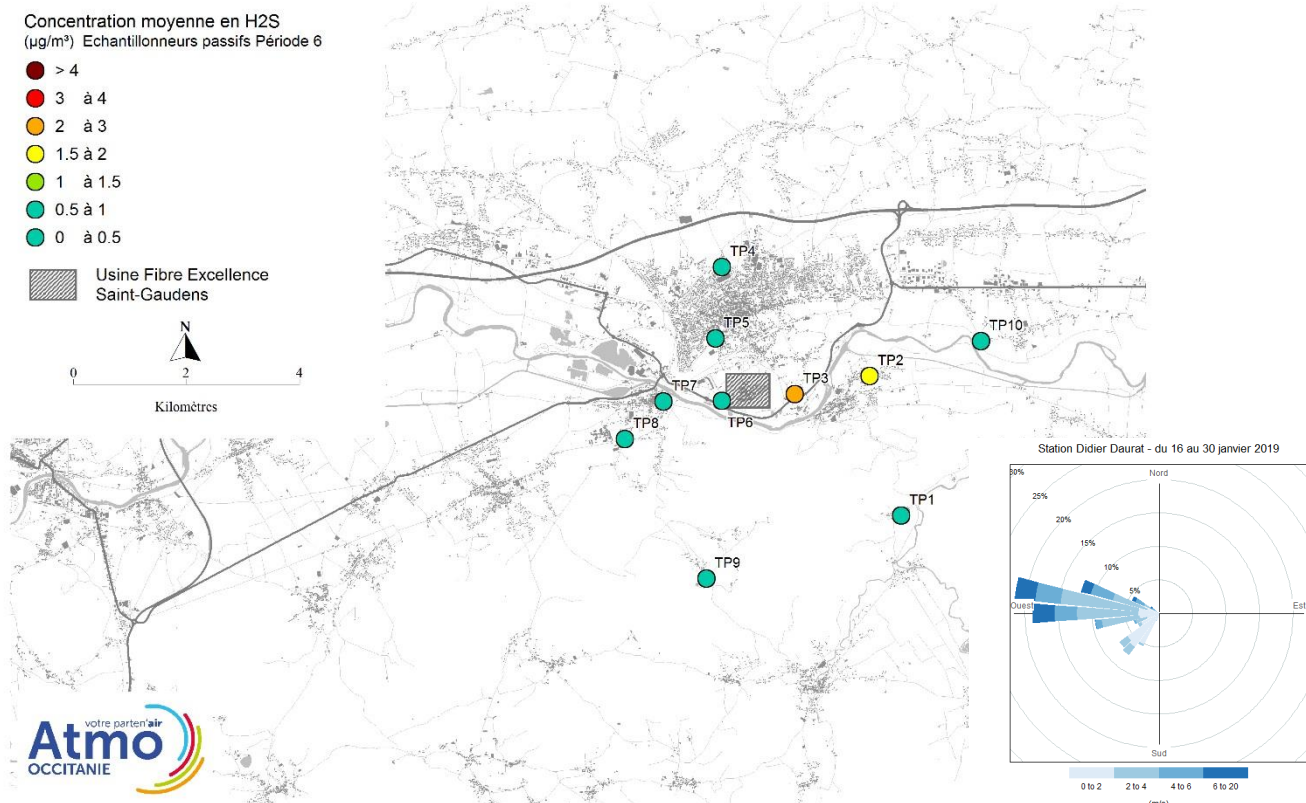 Concentration moyenne en H2S
(µg/m³) Echantillonneurs passifs Période 6
> 4
3 à 4
2 à 3
1.5 à 2
1 à 1.5
0.5 à 1
0 à 0.5
Usine Fibre Excellence
Saint-Gaudens
N
0 2 4
Kilomètres
TP4
TP5
TP10
TP2
TP3
TP7
TP6
TP8
TP1
TP9
Station Didier Daurat - du 16 au 30 janvier 2019
Nord
30%
25%
20%
15%
10%
5%
Ouest
Est
Sud
0 to 2 2 to 4 4 to 6 6 to 20
(m/s)
votre parten'air
Atmo
OCCITANIE